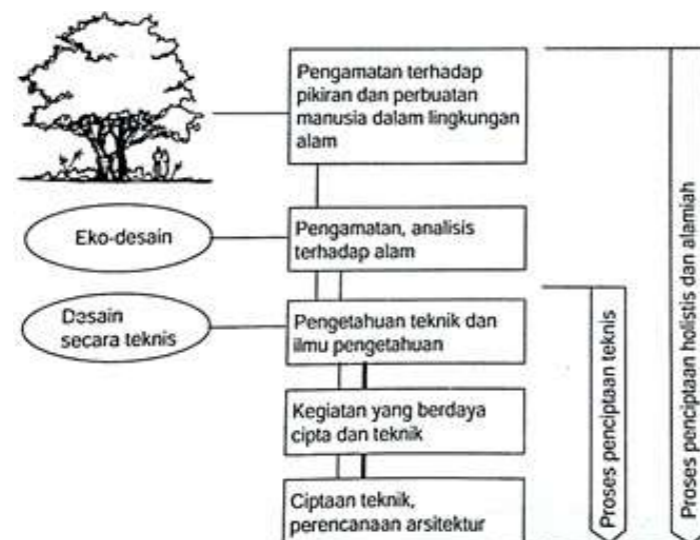 Pengamatan terhadap
pikiran dan perbuatan
manusia dalam lingkungan
alam
Eko-desain
Pengamatan, analisis
terhadap alam
Desain
secara teknis
Pengetahuan teknik dan
ilmu pengetahuan
Kegiatan yang berdaya
cipta dan teknik
Ciptaan teknik,
perencanaan arsitektur
Proses penciptaan teknis
Proses penciptaan holistis dan alamiah